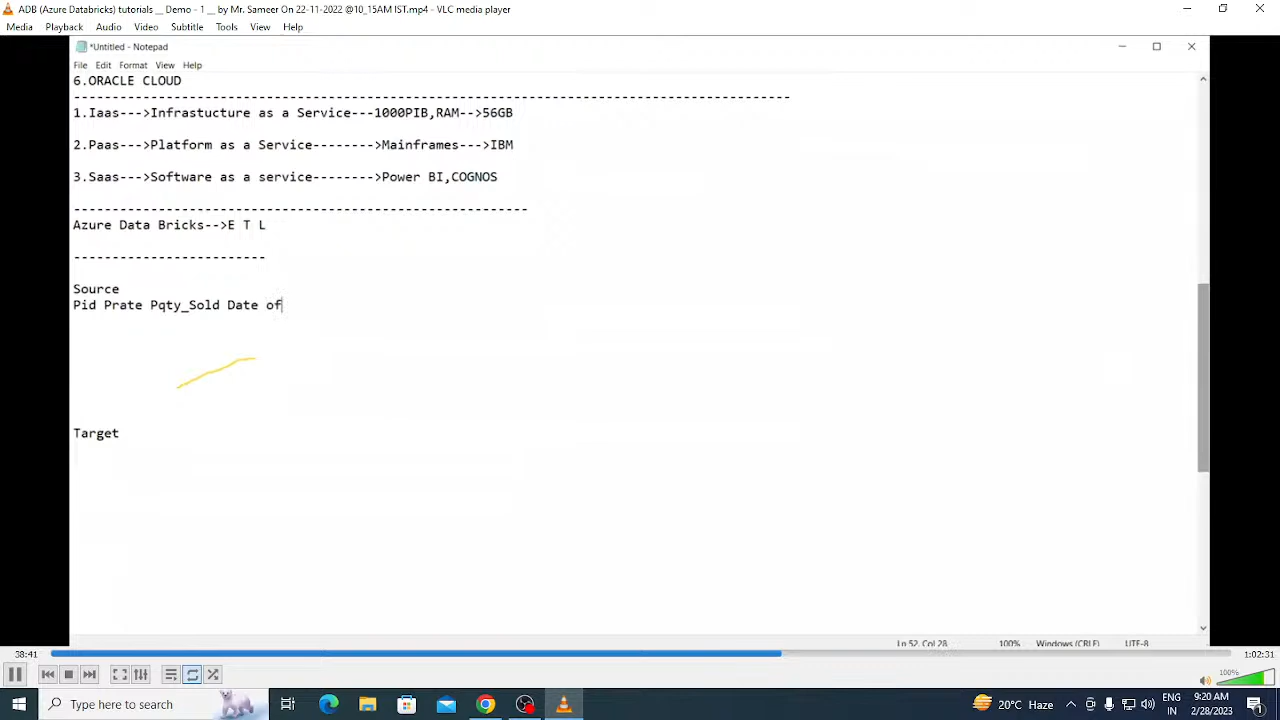 ADB (Azure Databricks) tutorials __ Demo - 1 __ by Mr. Sameer On 22-11-2022 @10_15AM IST.mp4 - VLC media player
Media Playback Audio Video Subtitle Tools View Help
*Untitled - Notepad
File Edit Format View Help
6.ORACLE CLOUD
---------------------------------------------------------------------------------------------
1.Iaas--->Infrastucture as a Service---1000PIB,RAM-->56GB
2.Paas--->Platform as a Service-------->Mainframes--->IBM
3.Saas--->Software as a service-------->Power BI,COGNOS
-----------------------------------------------------------
Azure Data Bricks-->E T L
-------------------------
Source
Pid Prate Pqty_Sold Date of
Target
Ln 52, Col 28 100% Windows (CRLF) UTF-8
38:41 1:02:31
100%
Type here to search
20°C Haze
ENG
IN
9:20 AM
2/28/2023